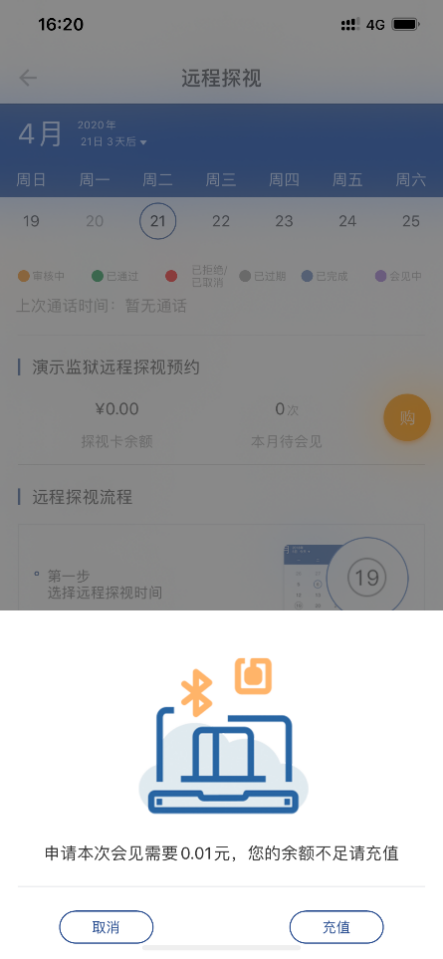 16:20
4G
远程探视
4月
2020年
21日 3天后
周日 周一 周二 周三 周四 周五 周六
19 20 21 22 23 24 25
审核中 已通过 已拒绝/
已取消 已过期 已完成 会见中
上次通话时间：暂无通话
演示监狱远程探视预约
¥0.00 0次
探视卡余额 本月待会见
购
远程探视流程
第一步
选择远程探视时间
19
申请本次会见需要0.01元，您的余额不足请充值
取消 充值